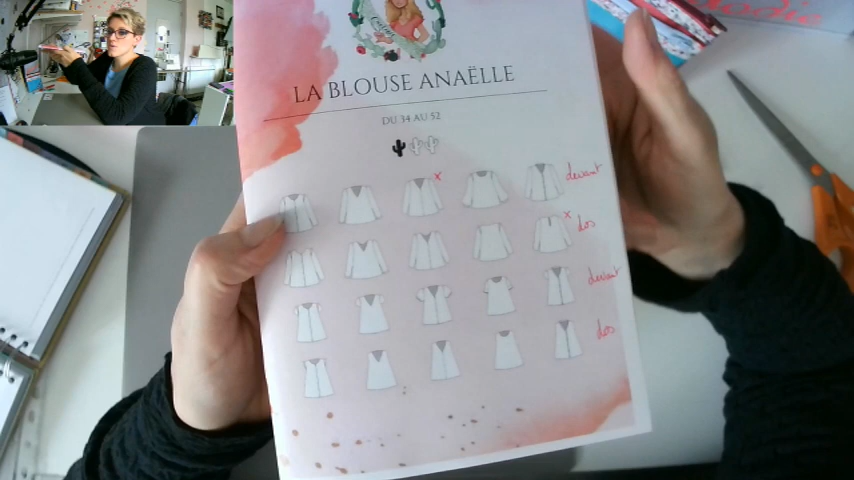 LA BLOUSE ANAËLLE
DU 34 AU 52
x
devant
x
dos
devant
dos